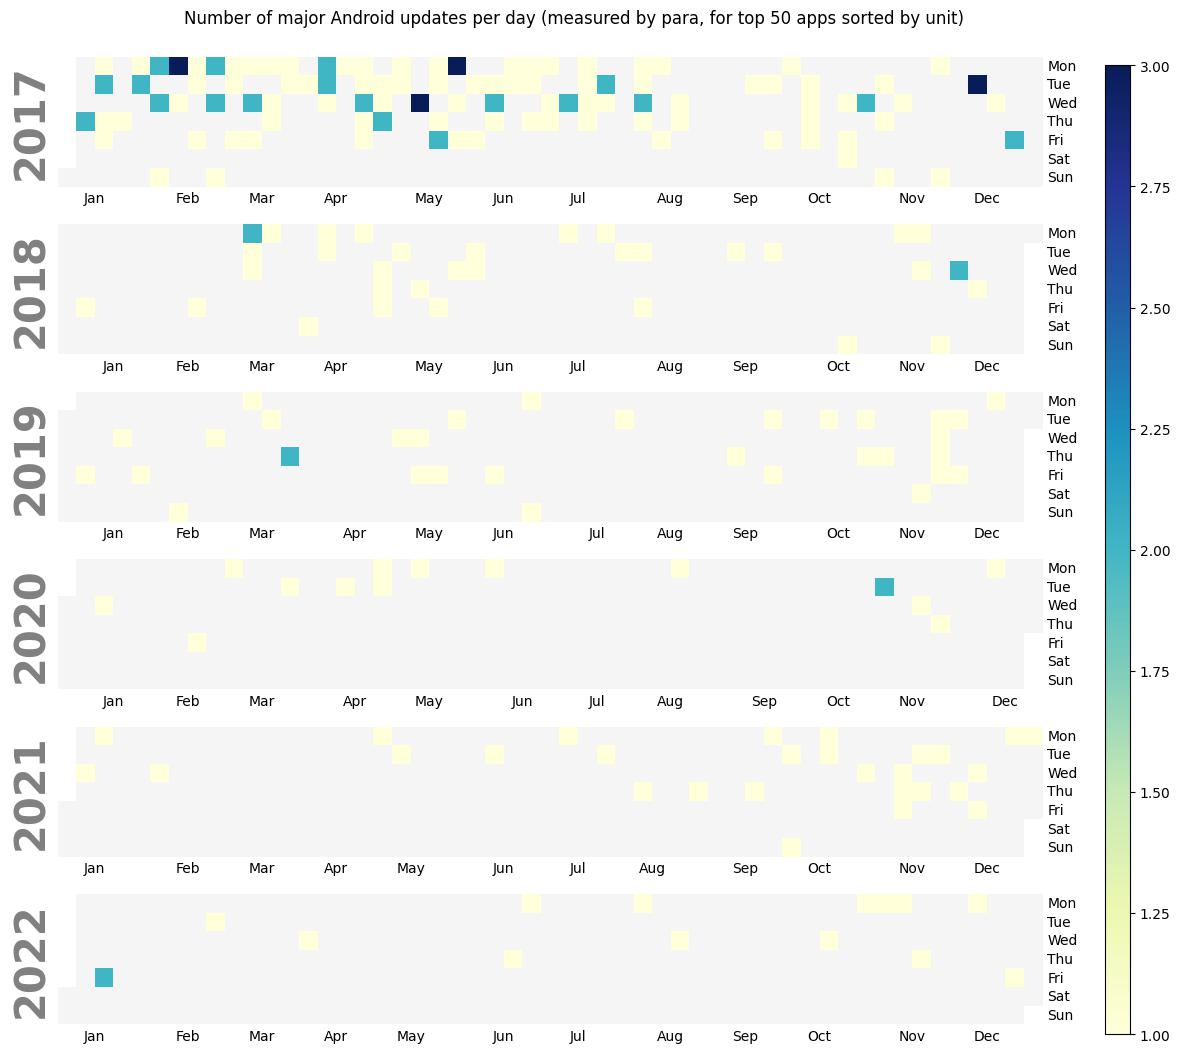 Number of major Android updates per day (measured by para, for top 50 apps sorted by unit)
2017
Mon
Tue
Wed
Thu
Fri
Sat
Sun
Jan Feb Mar Apr May Jun Jul Aug Sep Oct Nov Dec
2018
Mon
Tue
Wed
Thu
Fri
Sat
Sun
Jan Feb Mar Apr May Jun Jul Aug Sep Oct Nov Dec
2019
Mon
Tue
Wed
Thu
Fri
Sat
Sun
Jan Feb Mar Apr May Jun Jul Aug Sep Oct Nov Dec
2020
Mon
Tue
Wed
Thu
Fri
Sat
Sun
Jan Feb Mar Apr May Jun Jul Aug Sep Oct Nov Dec
2021
Mon
Tue
Wed
Thu
Fri
Sat
Sun
Jan Feb Mar Apr May Jun Jul Aug Sep Oct Nov Dec
2022
Mon
Tue
Wed
Thu
Fri
Sat
Sun
Jan Feb Mar Apr May Jun Jul Aug Sep Oct Nov Dec
3.00
2.75
2.50
2.25
2.00
1.75
1.50
1.25
1.00